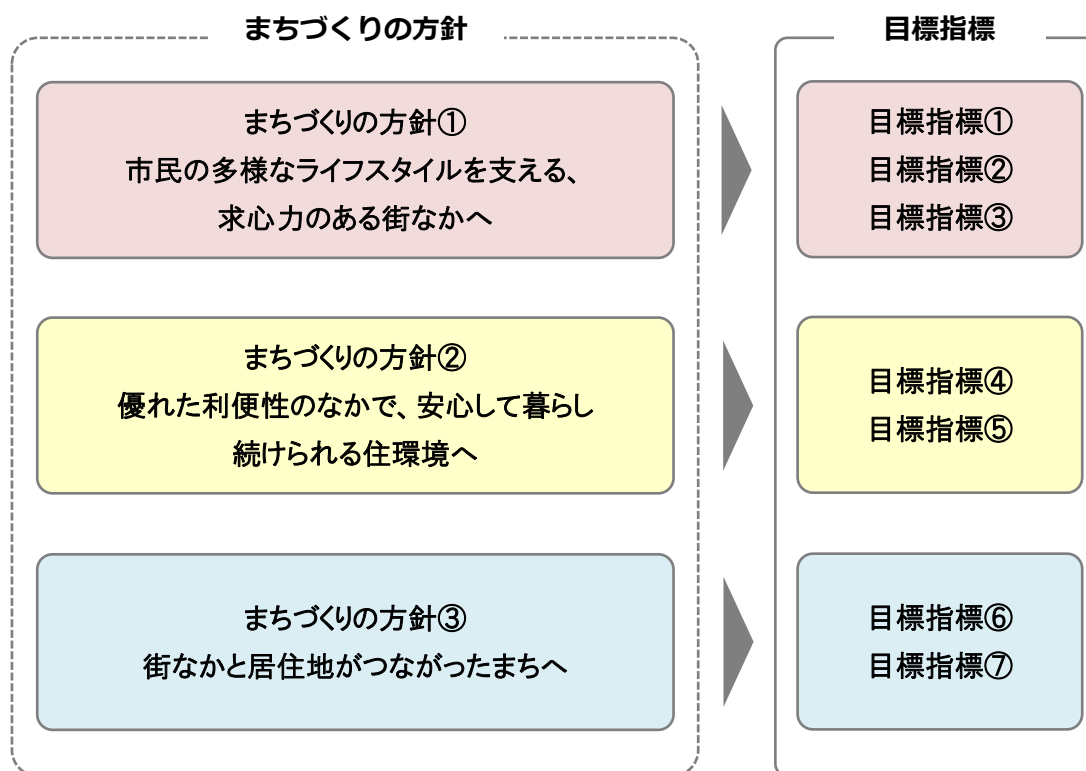 まちづくりの方針
目標指標
まちづくりの方針①
市民の多様なライフスタイルを支える、
求心力のある街なかへ
目標指標①
目標指標②
目標指標③
まちづくりの方針②
優れた利便性のなかで、安心して暮らし
続けられる住環境へ
目標指標④
目標指標⑤
まちづくりの方針③
街なかと居住地がつながったまちへ
目標指標⑥
目標指標⑦